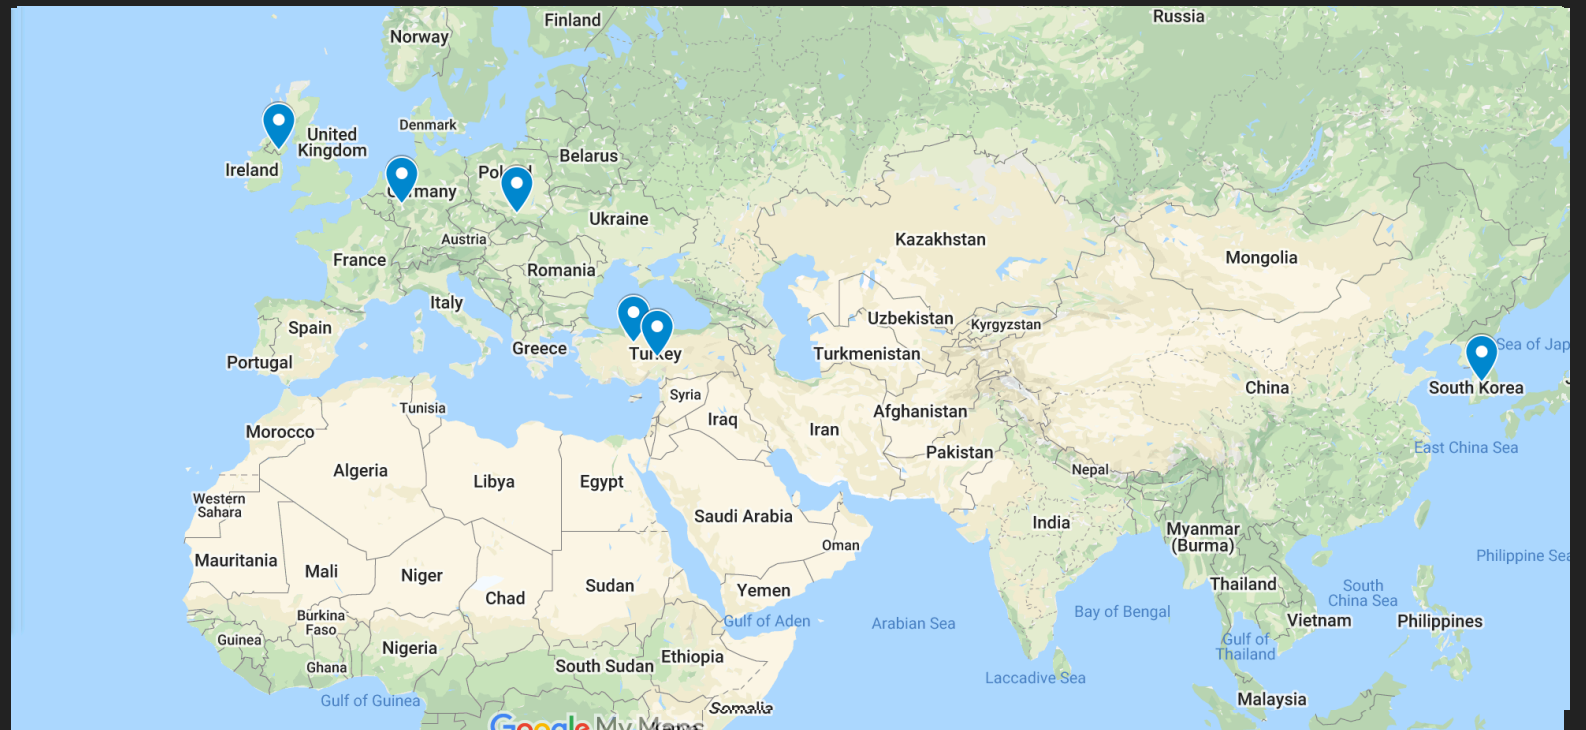 Finland
Russia
Norway
Denmark
United
Kingdom
Ireland
Belarus
Germany
Ukraine
Austria
Kazakhstan
France
Mongolia
Romania
Italy
Uzbekistan
Kyrgyzstan
Spain
Sea of Jap
Greece
Turkey
Turkmenistan
Portugal
South Korea
China
Syria
Tunisia
Afghanistan
Iraq
Iran
Morocco
East China Sea
Pakistan
Algeria
Nepal
Libya
Egypt
Western
Sahara
Saudi Arabia
India
Myanmar
(Burma)
Oman
Philippine Sea
Mauritania
Mali
Niger
Sudan
Yemen
Thailand
South
China Sea
Chad
Burkina
Faso
Gulf of Aden
Arabian Sea
Bay of Bengal
Vietnam
Philippines
Guinea
Nigeria
Gulf of
Thailand
Ghana
South Sudan
Ethiopia
Laccadive Sea
Gulf of Guinea
Malaysia
Somalia
Google My Maps